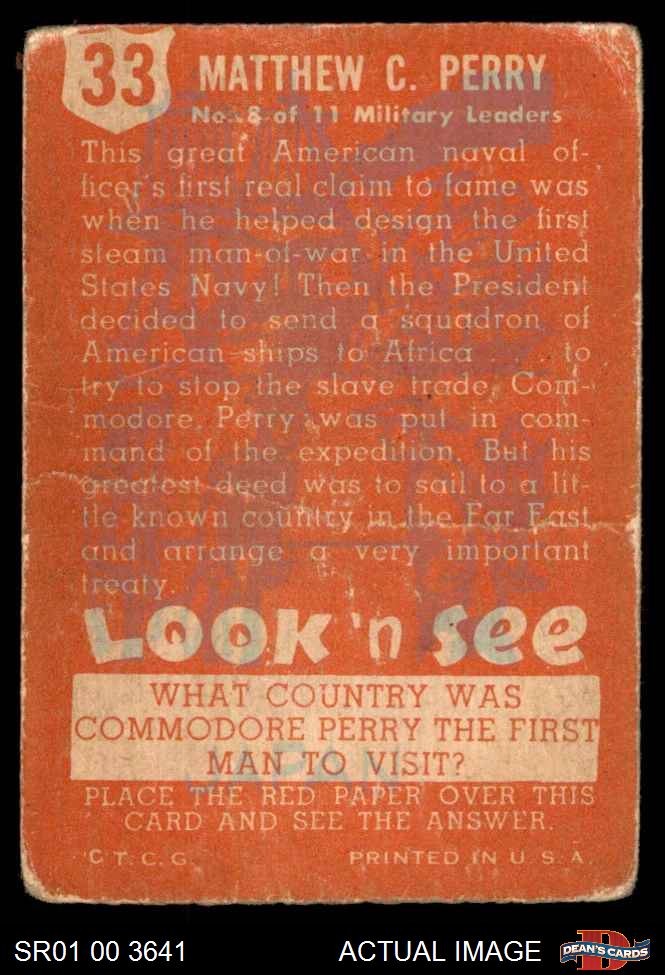 33
MATTHEW C. PERRY
No. 8 of 11 Military Leaders
This great American naval of-
ficer's first real claim to fame was
when he helped design the first
steam man-of-war in the United
States Navy! Then the President
decided to send a squadron of
American ships to Africa . . . to
try to stop the slave trade. Com-
modore Perry was put in com-
mand of the expedition. But his
greatest deed was to sail to a lit-
tle known country in the Far East
and arrange a very important
treaty.
LOOK 'n SEE
WHAT COUNTRY WAS
COMMODORE PERRY THE FIRST
MAN TO VISIT?
JAPAN
PLACE THE RED PAPER OVER THIS
CARD AND SEE THE ANSWER.
©T.C.G. PRINTED IN U.S.A.
SR01 00 3641 ACTUAL IMAGE DEAN'S CARDS